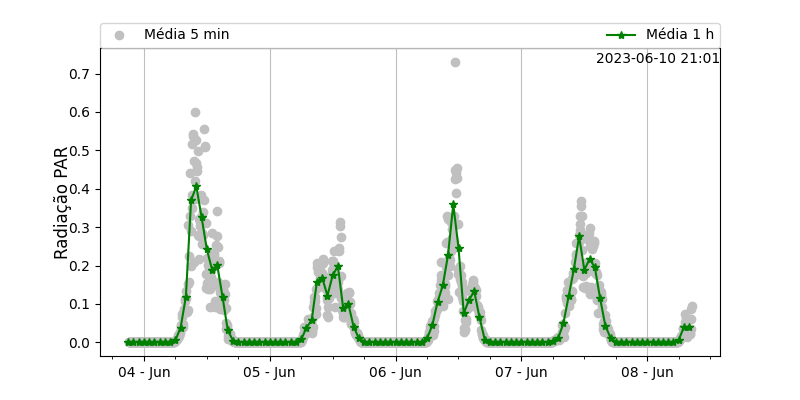 Média 5 min
Média 1 h
2023-06-10 21:01
Radiação PAR
0.7
0.6
0.5
0.4
0.3
0.2
0.1
0.0
04 - Jun
05 - Jun
06 - Jun
07 - Jun
08 - Jun